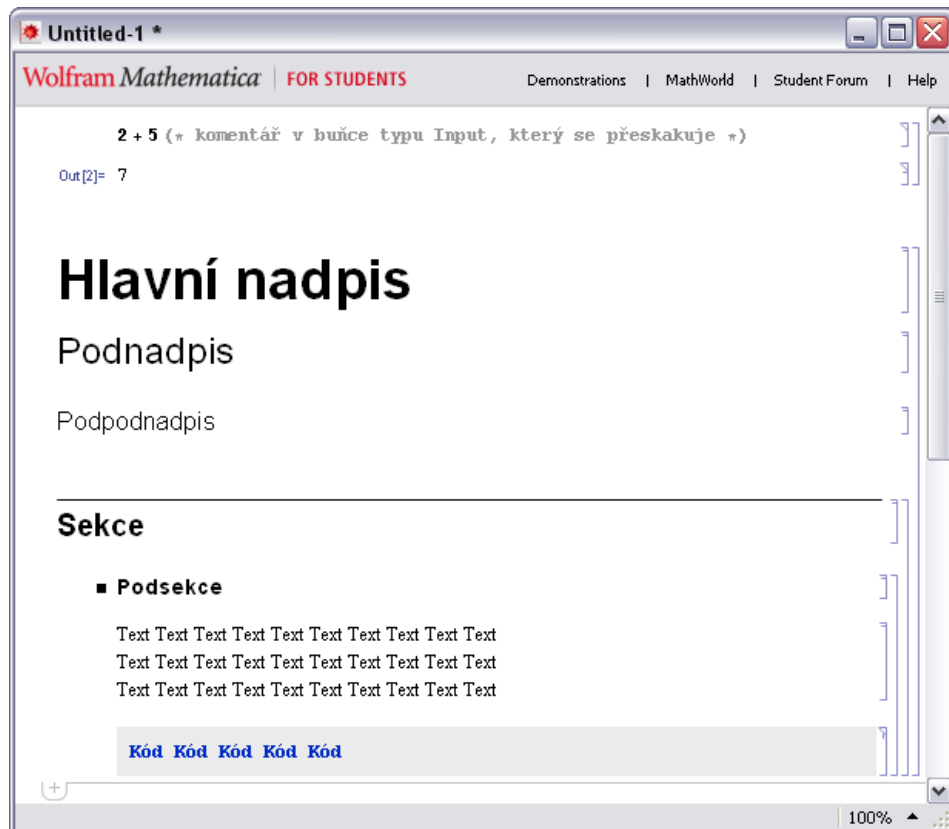 Untitled-1 *
Wolfram Mathematica FOR STUDENTS Demonstrations | MathWorld | Student Forum | Help
2 + 5 (* komentář v buňce typu Input, který se přeskakuje *)
Out[2]= 7
Hlavní nadpis
Podnadpis
Podpodnadpis
Sekce
■ Podsekce
Text Text Text Text Text Text Text Text Text Text
Text Text Text Text Text Text Text Text Text Text
Text Text Text Text Text Text Text Text Text Text
Kód Kód Kód Kód Kód
100%